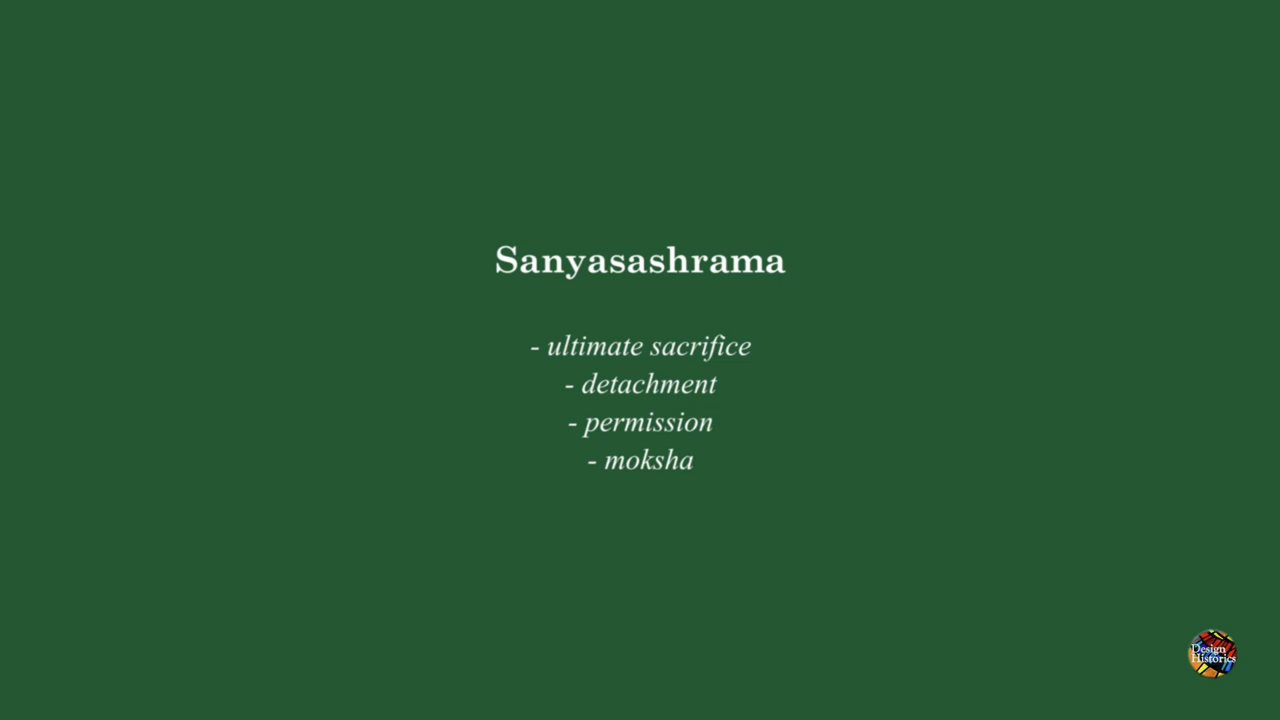 Sanyasashrama
- ultimate sacrifice
- detachment
- permission
- moksha
Design
Historics